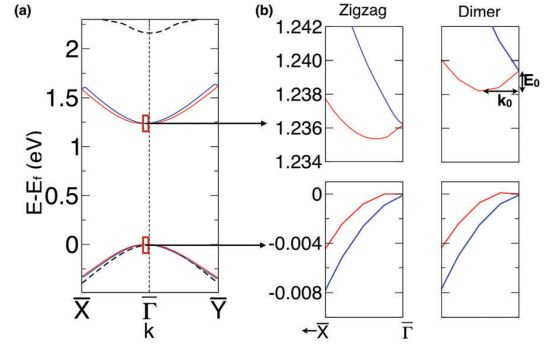 (a)
(b)
Zigzag
Dimer
E-E_f (eV)
2
1.5
1
0.5
0
X̅
Γ̅
Y̅
k
1.242
1.240
1.238
1.236
1.234
E₀
k₀
0
-0.004
-0.008
←X̅
Γ̅